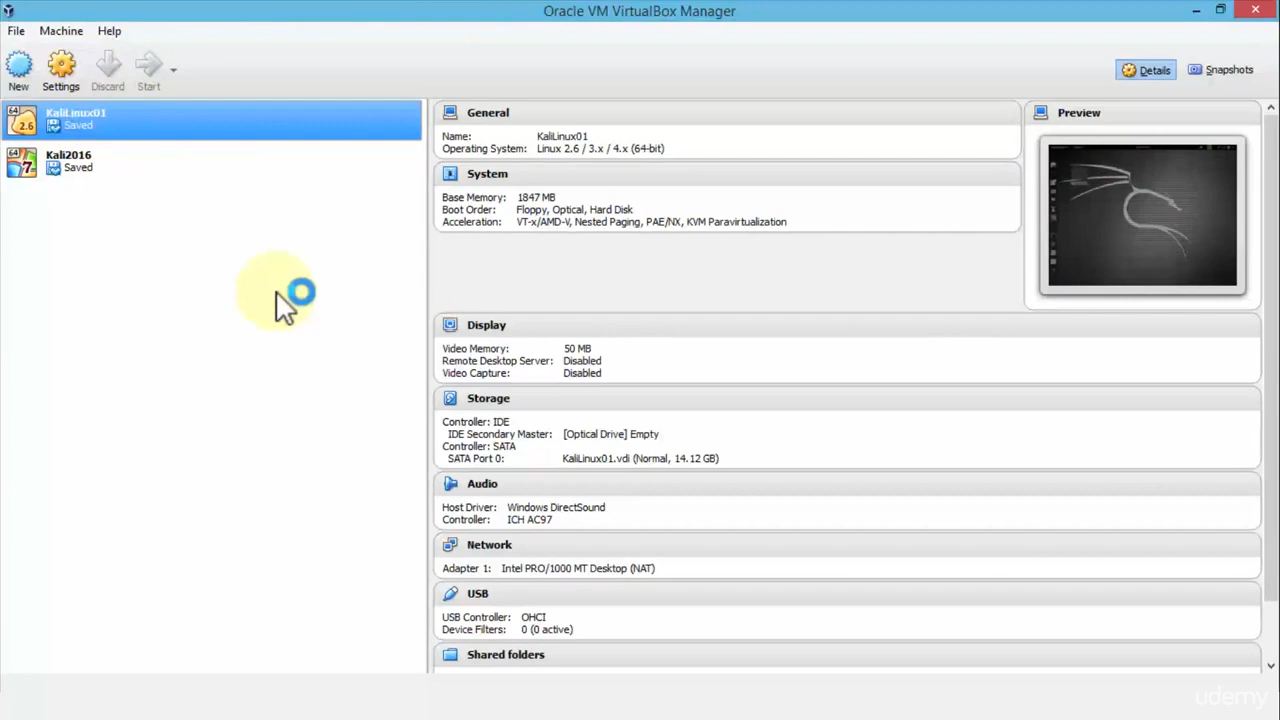 Oracle VM VirtualBox Manager
File Machine Help
New Settings Discard Start
Details Snapshots
64 2.6 KaliLinux01
Saved
64 7 Kali2016
Saved
General
Name: KaliLinux01
Operating System: Linux 2.6 / 3.x / 4.x (64-bit)
System
Base Memory: 1847 MB
Boot Order: Floppy, Optical, Hard Disk
Acceleration: VT-x/AMD-V, Nested Paging, PAE/NX, KVM Paravirtualization
Preview
Display
Video Memory: 50 MB
Remote Desktop Server: Disabled
Video Capture: Disabled
Storage
Controller: IDE
IDE Secondary Master: [Optical Drive] Empty
Controller: SATA
SATA Port 0: KaliLinux01.vdi (Normal, 14.12 GB)
Audio
Host Driver: Windows DirectSound
Controller: ICH AC97
Network
Adapter 1: Intel PRO/1000 MT Desktop (NAT)
USB
USB Controller: OHCI
Device Filters: 0 (0 active)
Shared folders
udemy